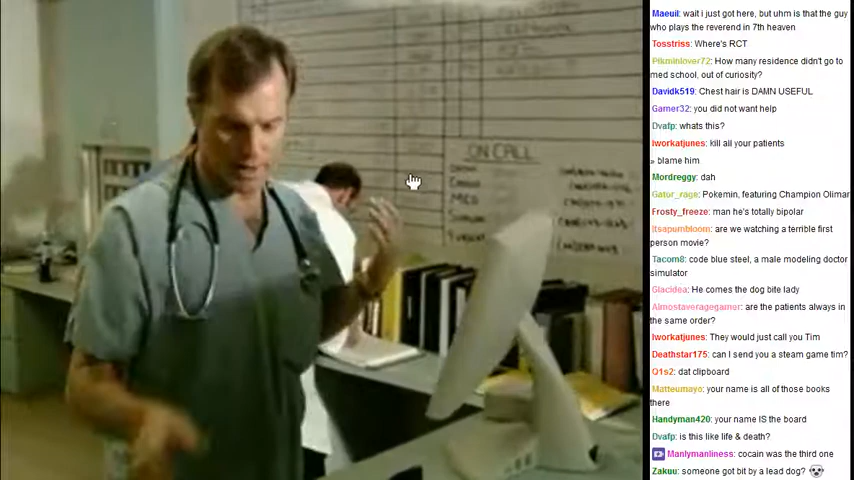 ON CALL
Maeuil: wait i just got here, but uhm is that the guy
who plays the reverend in 7th heaven
Tosstriss: Where's RCT
Pikminlover72: How many residence didn't go to
med school, out of curiosity?
Davidk519: Chest hair is DAMN USEFUL
Gamer32: you did not want help
Dvafp: whats this?
Iworkatjunes: kill all your patients
» blame him
Mordreggy: dah
Gator_rage: Pokemin, featuring Champion Olimar
Frosty_freeze: man he's totally bipolar
Itsapumbloom: are we watching a terrible first
person movie?
Tacom8: code blue steel, a male modeling doctor
simulator
Glacidea: He comes the dog bite lady
Almostaveragegamer: are the patients always in
the same order?
Iworkatjunes: They would just call you Tim
Deathstar175: can I send you a steam game tim?
Q1s2: dat clipboard
Matteumayo: your name is all of those books
there
Handyman420: your name IS the board
Dvafp: is this like life & death?
Manlymanliness: cocain was the third one
Zakuu: someone got bit by a lead dog?